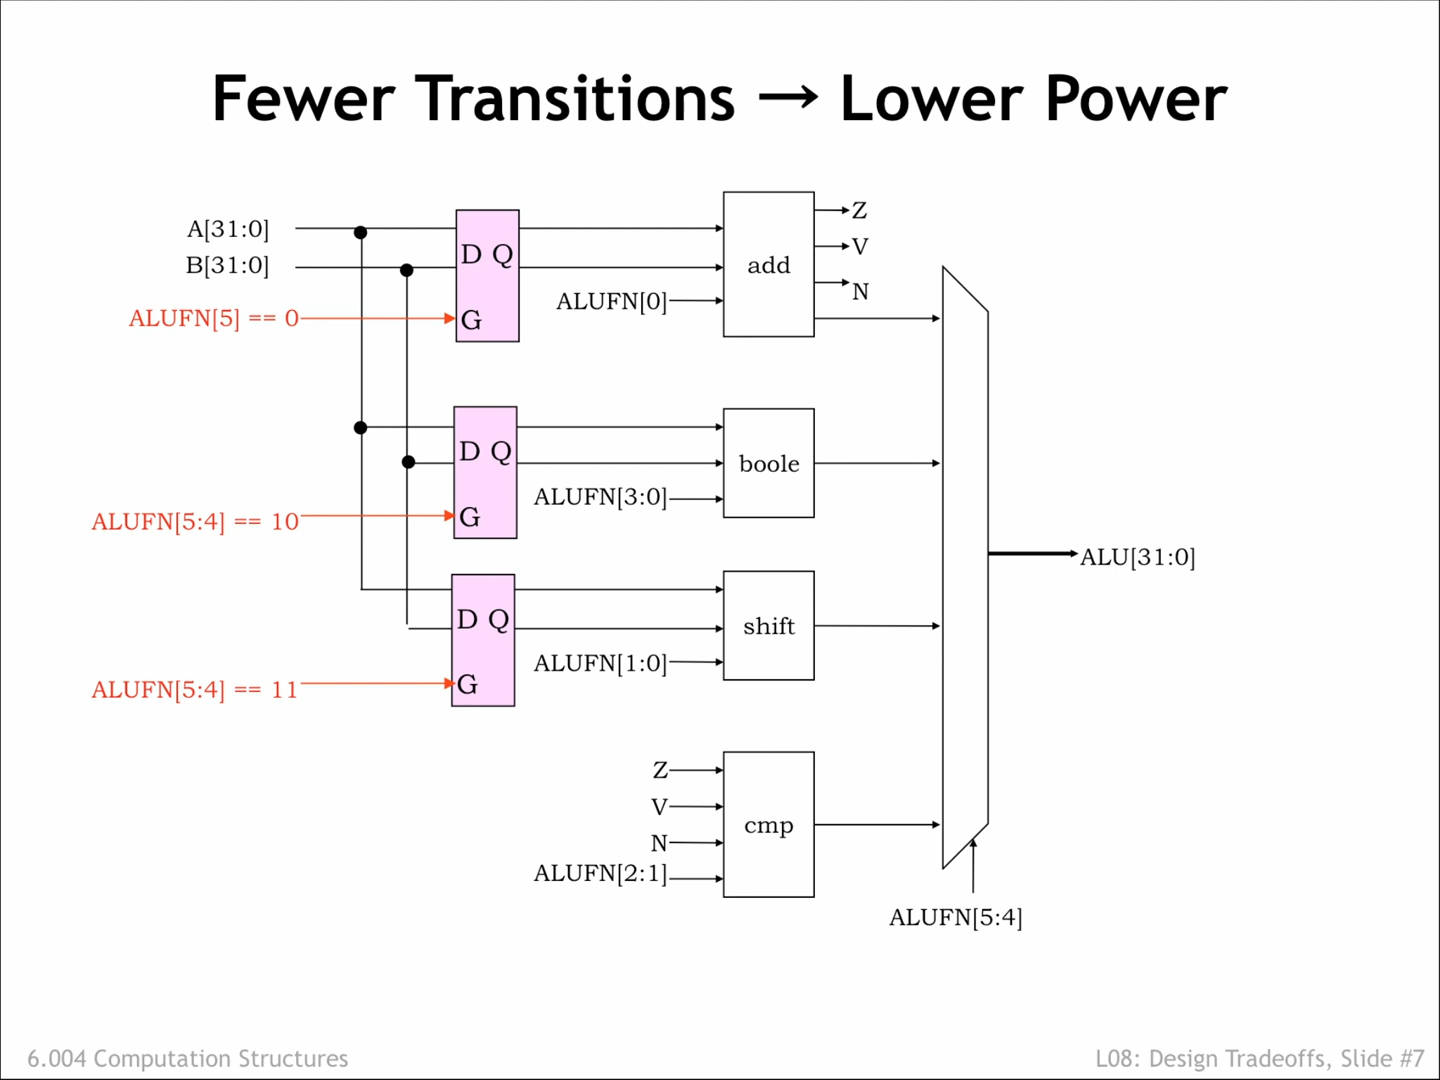 Fewer Transitions → Lower Power
A[31:0]
B[31:0]
ALUFN[5] == 0
D Q
G
ALUFN[0]
add
Z
V
N
ALUFN[5:4] == 10
D Q
G
ALUFN[3:0]
boole
ALU[31:0]
ALUFN[5:4] == 11
D Q
G
ALUFN[1:0]
shift
Z
V
N
ALUFN[2:1]
cmp
ALUFN[5:4]
6.004 Computation Structures
L08: Design Tradeoffs, Slide #7